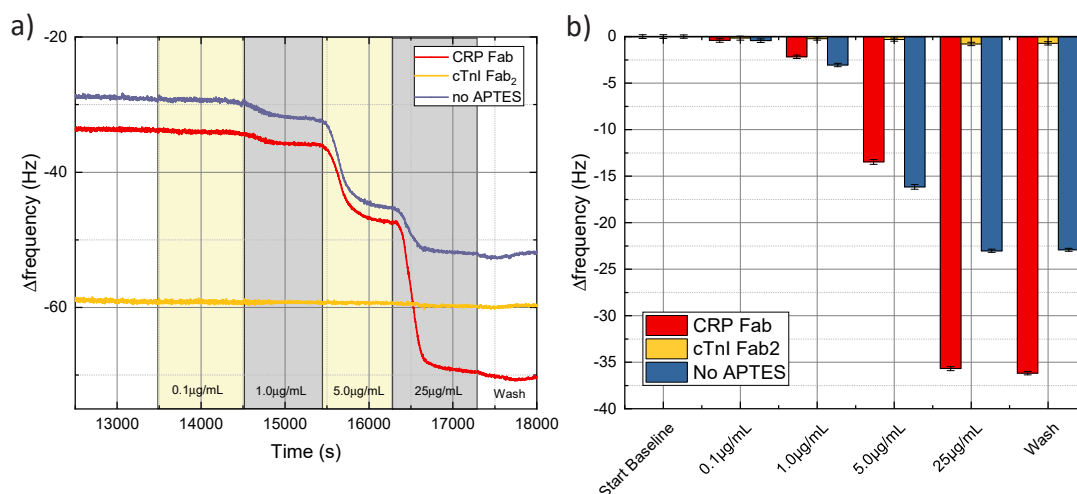 a)
-20
-40
-60
Δfrequency (Hz)
CRP Fab
cTnI Fab₂
no APTES
0.1µg/mL
1.0µg/mL
5.0µg/mL
25µg/mL
Wash
13000
14000
15000
16000
17000
18000
Time (s)
b)
0
-5
-10
-15
-20
-25
-30
-35
-40
Δfrequency (Hz)
CRP Fab
cTnI Fab2
No APTES
Start Baseline
0.1µg/mL
1.0µg/mL
5.0µg/mL
25µg/mL
Wash